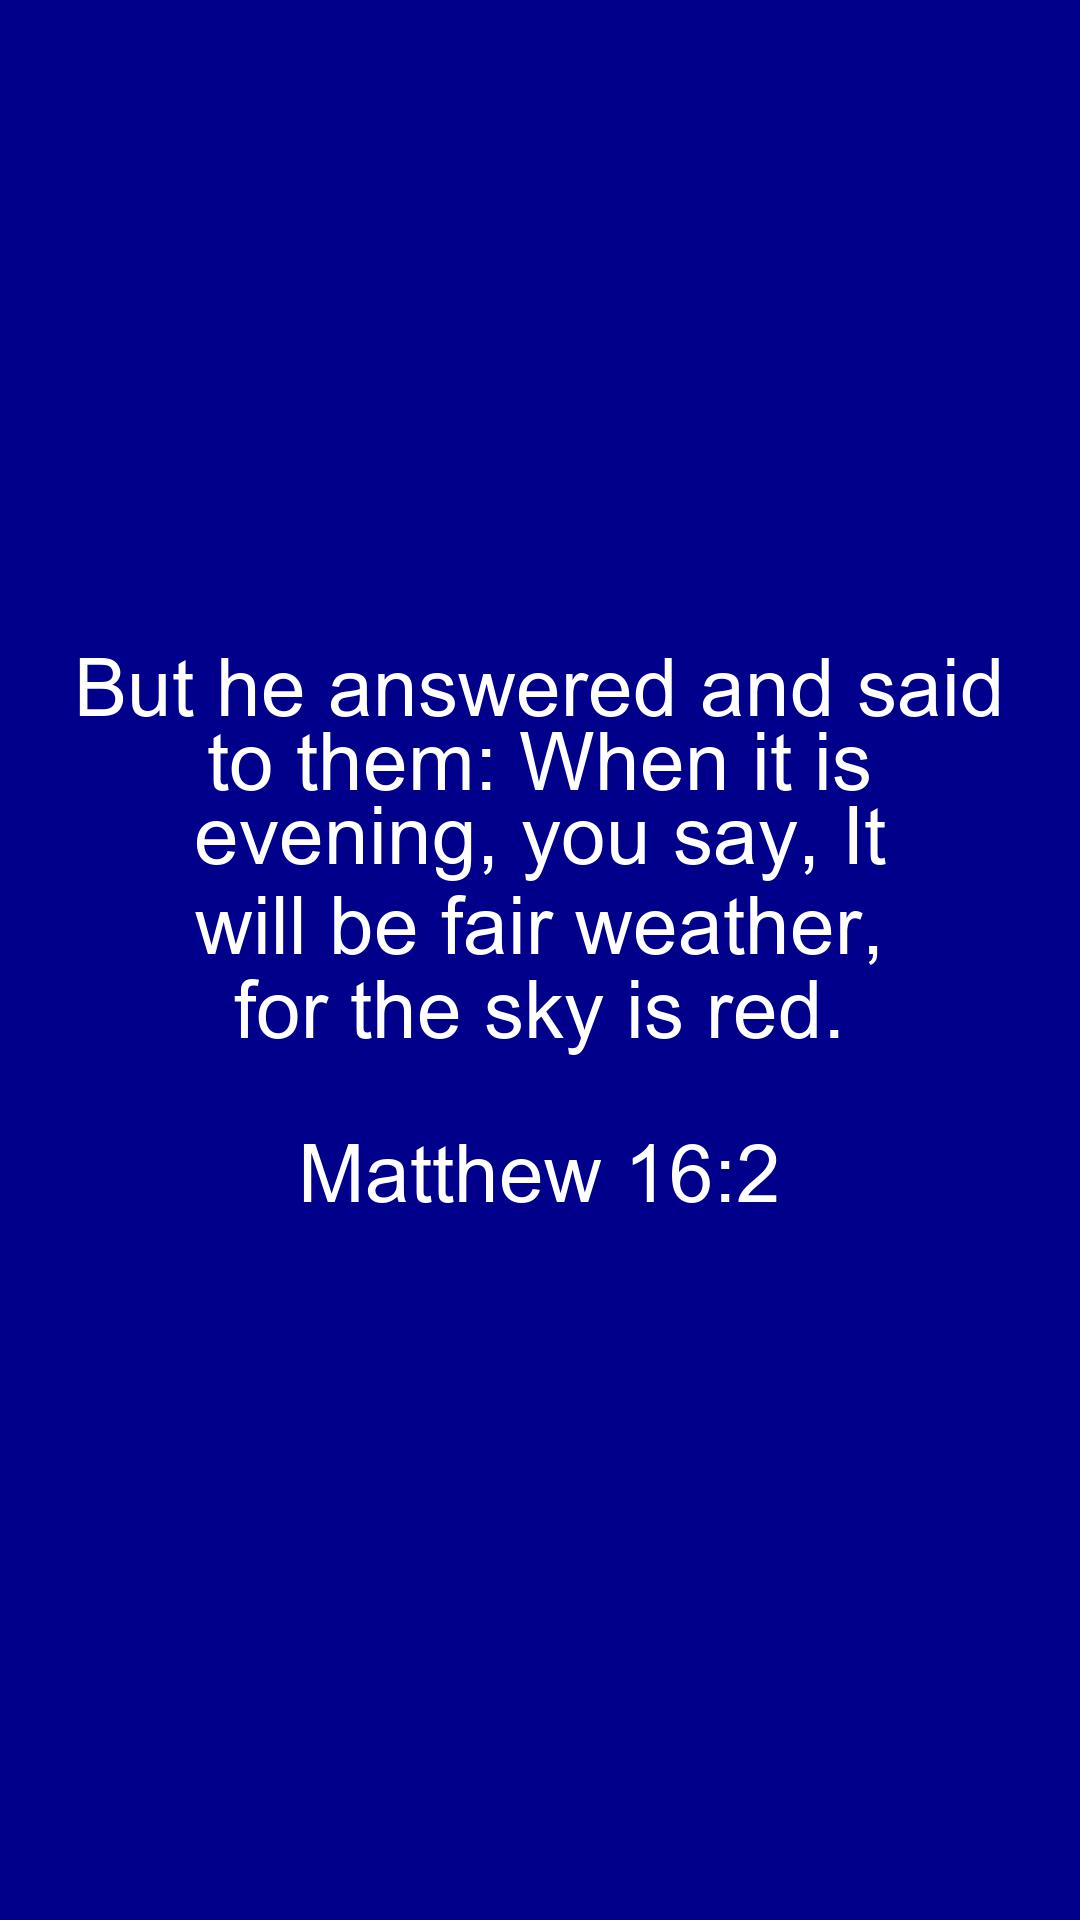 But he answered and said
to them: When it is
evening, you say, It
will be fair weather,
for the sky is red.
Matthew 16:2